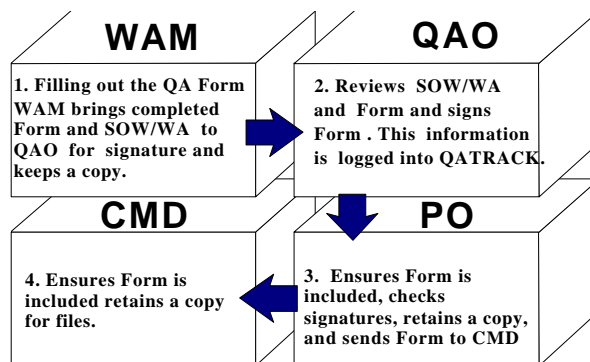 WAM
1. Filling out the QA Form
WAM brings completed
Form and SOW/WA to
QAO for signature and
keeps a copy.
QAO
2. Reviews SOW/WA
and Form and signs
Form . This information
is logged into QATRACK.
PO
3. Ensures Form is
included, checks
signatures, retains a copy,
and sends Form to CMD
CMD
4. Ensures Form is
included retains a copy
for files.